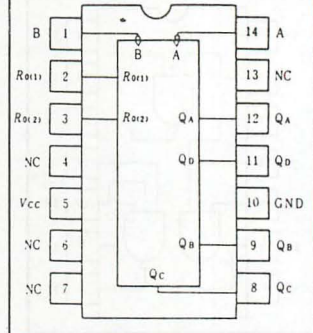 B 1 14 A
B A
R0(1) 2 R0(1) 13 NC
R0(2) 3 R0(2) QA 12 QA
NC 4 QD 11 QD
VCC 5 10 GND
NC 6 QB 9 QB
QC
NC 7 8 QC